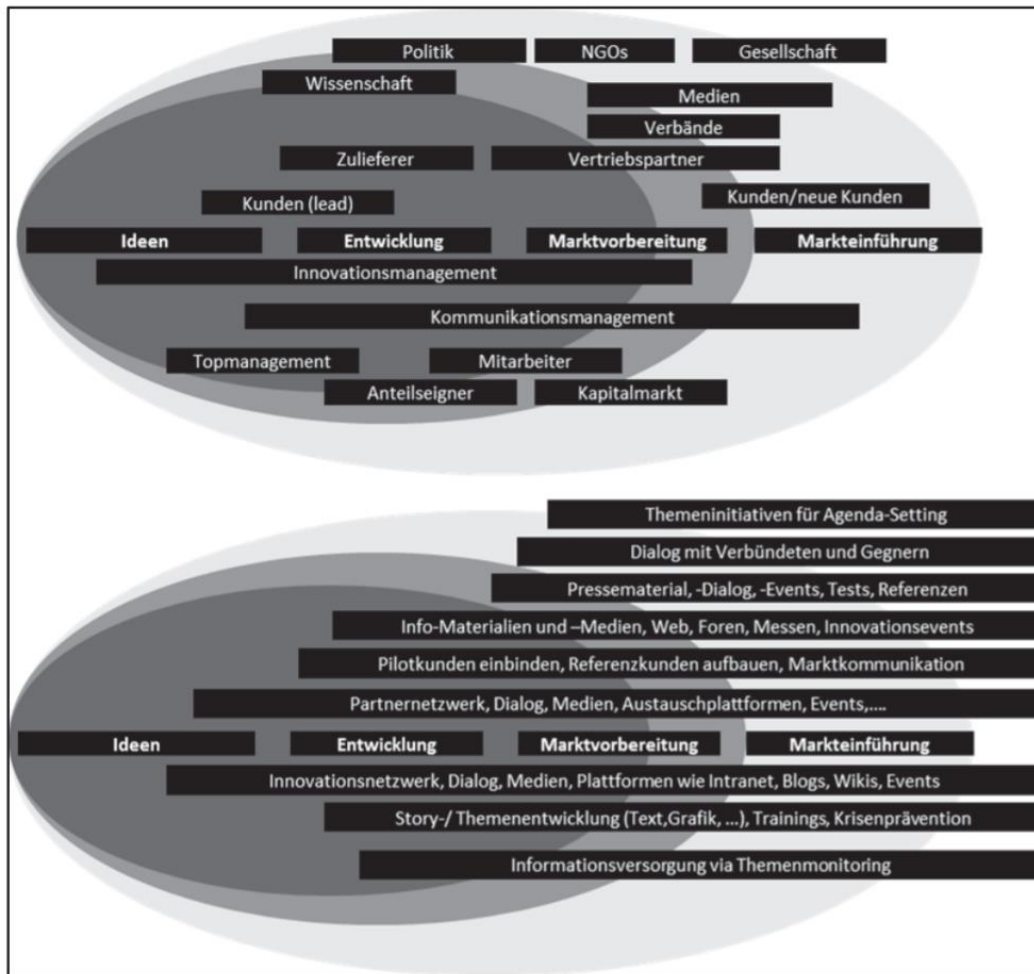 Politik NGOs Gesellschaft
Wissenschaft
Medien
Verbände
Zulieferer Vertriebspartner
Kunden (lead) Kunden/neue Kunden
Ideen Entwicklung Marktvorbereitung Markteinführung
Innovationsmanagement
Kommunikationsmanagement
Topmanagement Mitarbeiter
Anteilseigner Kapitalmarkt
Themeninitiativen für Agenda-Setting
Dialog mit Verbündeten und Gegnern
Pressematerial, -Dialog, -Events, Tests, Referenzen
Info-Materialien und –Medien, Web, Foren, Messen, Innovationsevents
Pilotkunden einbinden, Referenzkunden aufbauen, Marktkommunikation
Partnernetzwerk, Dialog, Medien, Austauschplattformen, Events,....
Ideen Entwicklung Marktvorbereitung Markteinführung
Innovationsnetzwerk, Dialog, Medien, Plattformen wie Intranet, Blogs, Wikis, Events
Story-/ Themenentwicklung (Text,Grafik, ...), Trainings, Krisenprävention
Informationsversorgung via Themenmonitoring